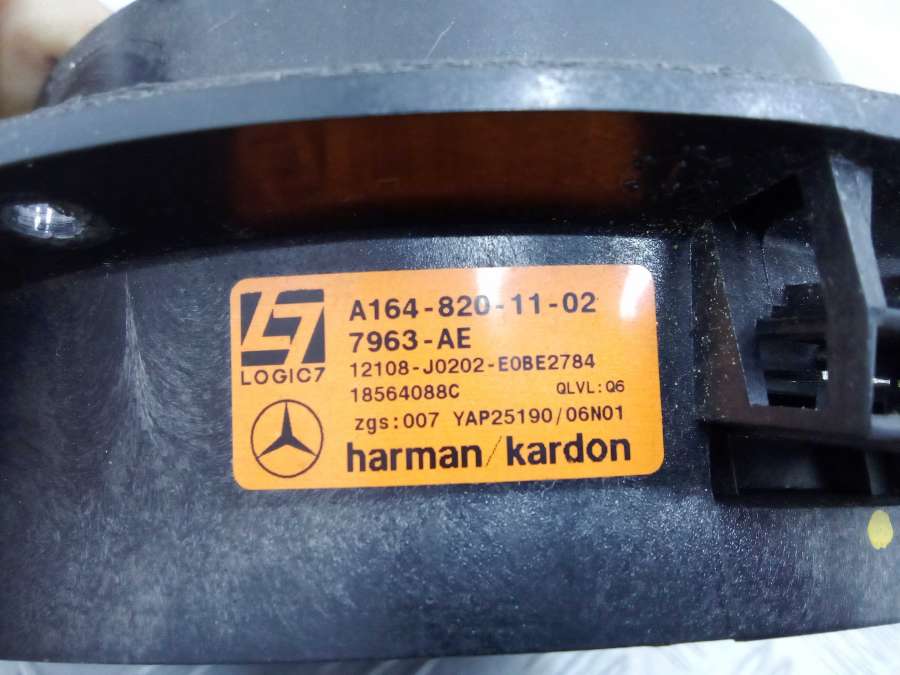 A164-820-11-02
7963-AE
LOGIC7
12108-J0202-E0BE2784
18564088C QLVL:Q6
zgs:007 YAP25190/06N01
harman/kardon